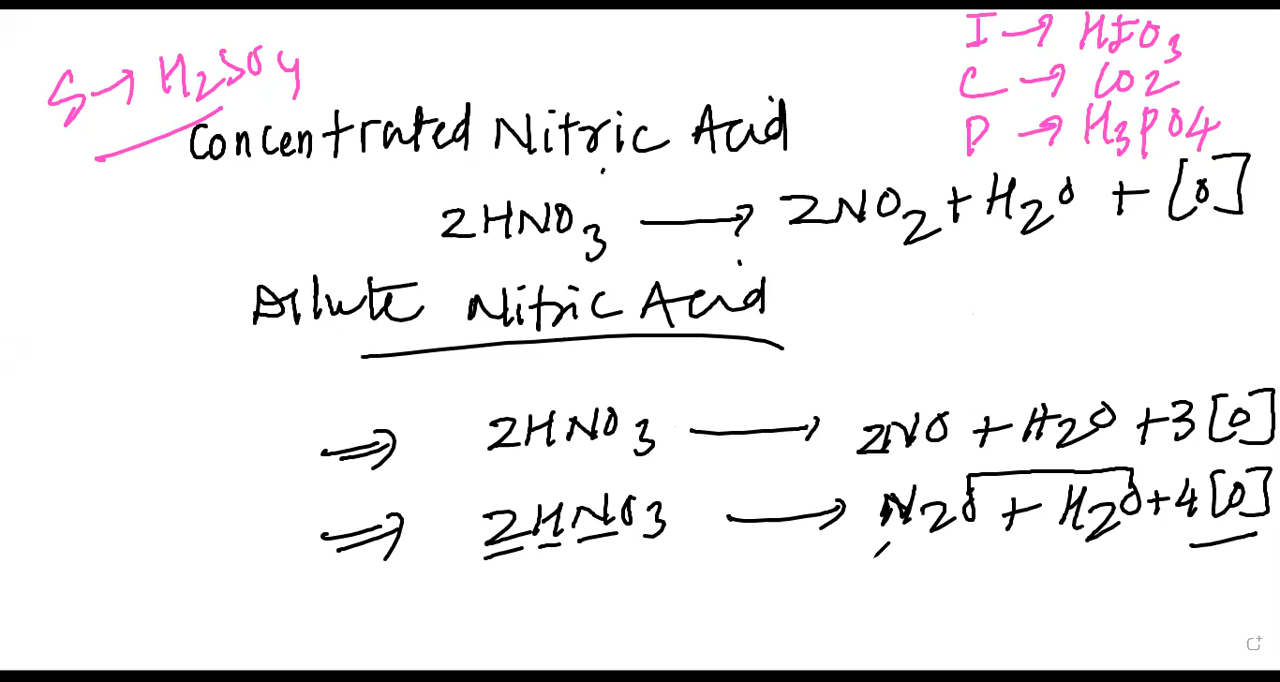 I → HIO3
C → CO2
P → H3PO4
S → H2SO4
Concentrated Nitric Acid
2HNO3 → 2NO2 + H2O + [O]
Dilute Nitric Acid
⇒ 2HNO3 → 2NO + H2O + 3[O]
⇒ 2HNO3 → N2O + H2O + 4[O]